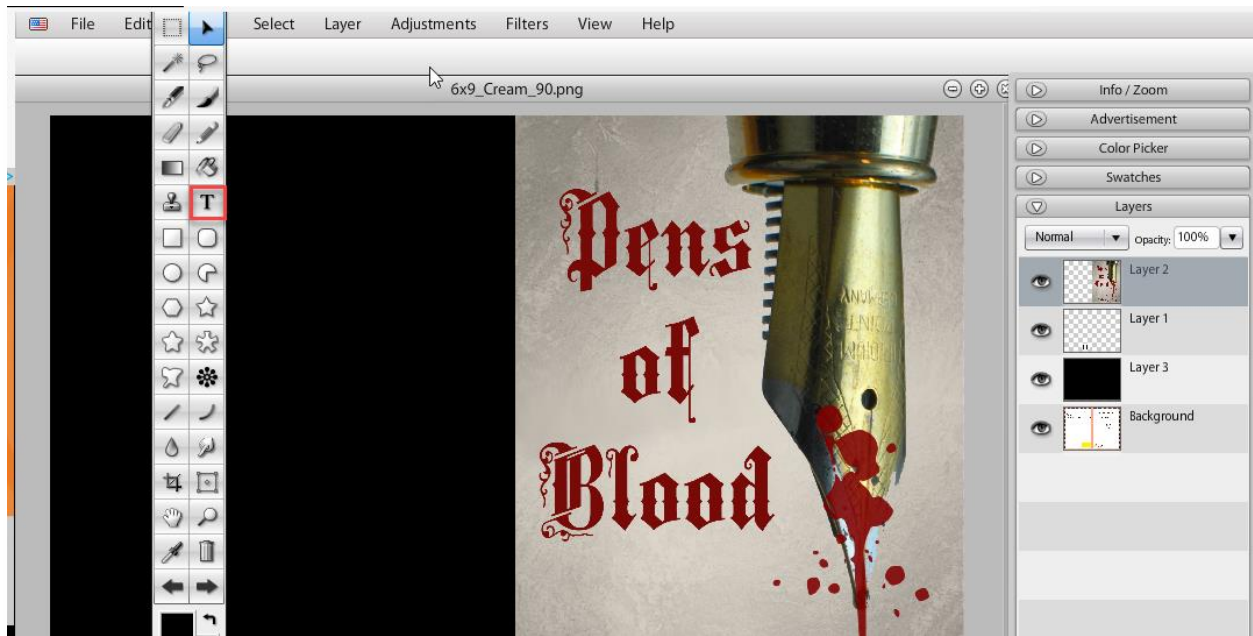 File Edit Select Layer Adjustments Filters View Help
6x9_Cream_90.png
Info / Zoom
Advertisement
Color Picker
Swatches
Layers
Normal Opacity: 100%
Layer 2
Layer 1
Layer 3
Background
T
Pens
of
Blood
GERMANY